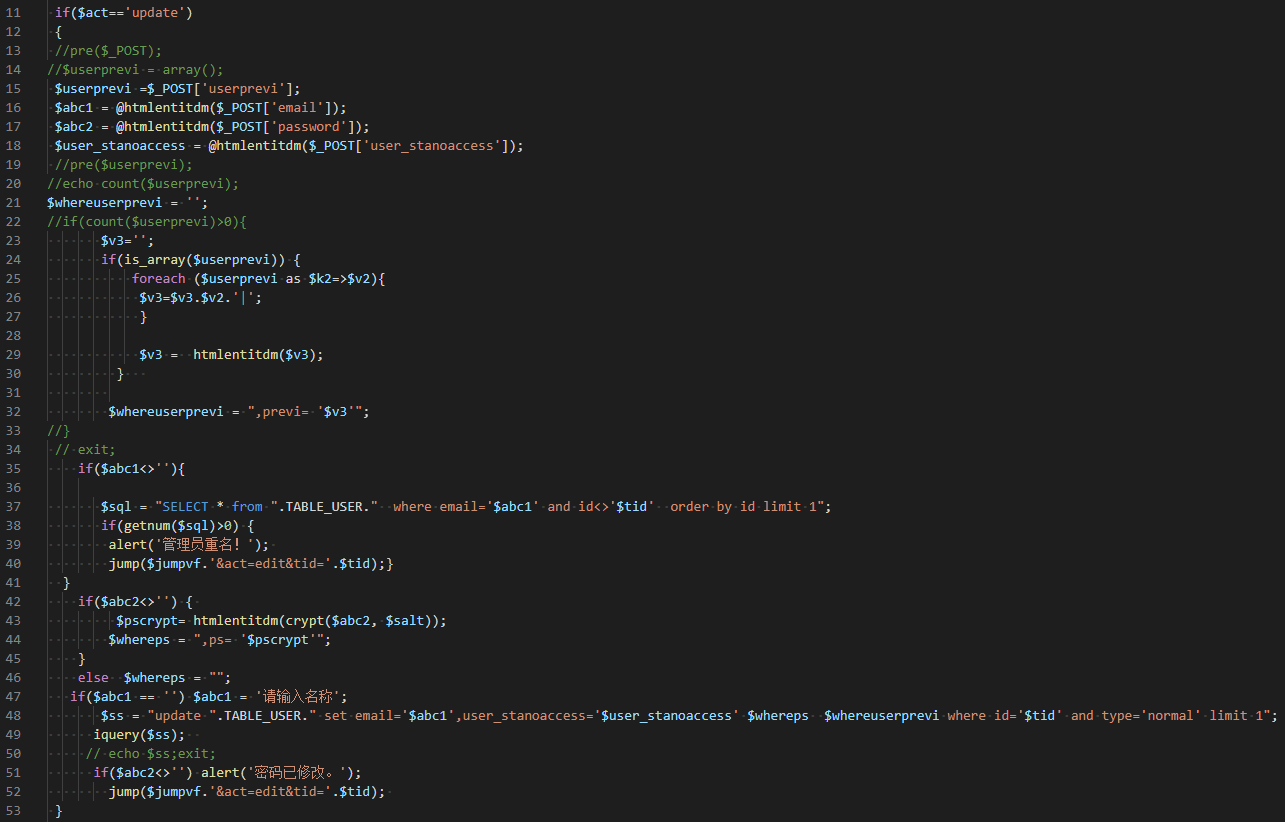 11 if($act=='update')
12 {
13 //pre($_POST);
14 //$userprevi = array();
15 $userprevi =$_POST['userprevi'];
16 $abc1 = @htmlentitdm($_POST['email']);
17 $abc2 = @htmlentitdm($_POST['password']);
18 $user_stanoaccess = @htmlentitdm($_POST['user_stanoaccess']);
19 //pre($userprevi);
20 //echo count($userprevi);
21 $whereuserprevi = '';
22 //if(count($userprevi)>0){
23 $v3='';
24 if(is_array($userprevi)) {
25 foreach ($userprevi as $k2=>$v2){
26 $v3=$v3.$v2.'|';
27 }
28
29 $v3 = htmlentitdm($v3);
30 }
31
32 $whereuserprevi = ",previ= '$v3'";
33 //}
34 // exit;
35 if($abc1<>''){
36
37 $sql = "SELECT * from ".TABLE_USER." where email='$abc1' and id<>'$tid' order by id limit 1";
38 if(getnum($sql)>0) {
39 alert('管理员重名! ');
40 jump($jumpvf.'&act=edit&tid='.$tid);}
41 }
42 if($abc2<>'') {
43 $pscrypt= htmlentitdm(crypt($abc2, $salt));
44 $whereps = ",ps= '$pscrypt'";
45 }
46 else $whereps = "";
47 if($abc1 == '') $abc1 = '请输入名称';
48 $ss = "update ".TABLE_USER." set email='$abc1',user_stanoaccess='$user_stanoaccess' $whereps $whereuserprevi where id='$tid' and type='normal' limit 1";
49 iquery($ss);
50 // echo $ss;exit;
51 if($abc2<>'') alert('密码已修改。');
52 jump($jumpvf.'&act=edit&tid='.$tid);
53 }